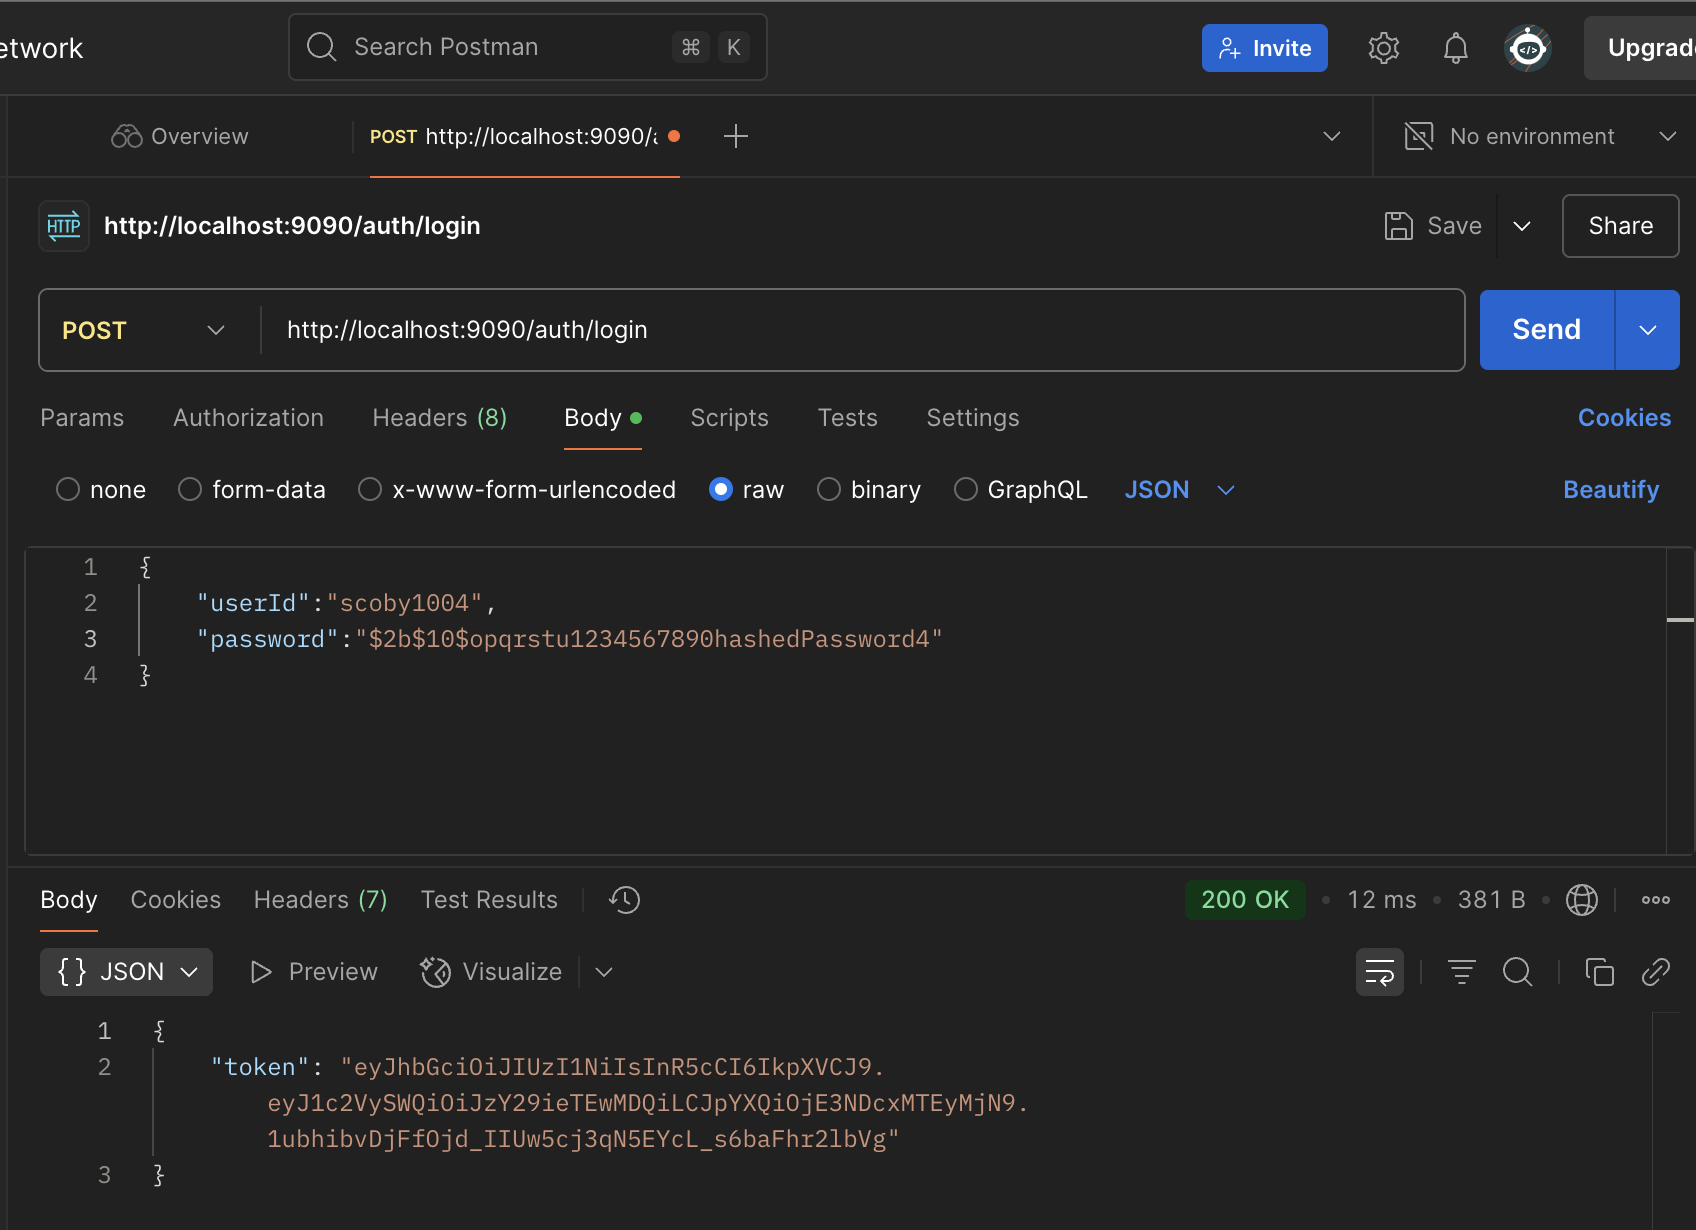 etwork
Search Postman
⌘ K
Invite
Upgrad
Overview
POST http://localhost:9090/a
No environment
HTTP
http://localhost:9090/auth/login
Save
Share
POST
http://localhost:9090/auth/login
Send
Params
Authorization
Headers (8)
Body
Scripts
Tests
Settings
Cookies
none
form-data
x-www-form-urlencoded
raw
binary
GraphQL
JSON
Beautify
1 {
2 "userId":"scoby1004",
3 "password":"$2b$10$opqrstu1234567890hashedPassword4"
4 }
Body
Cookies
Headers (7)
Test Results
200 OK
12 ms
381 B
{} JSON
Preview
Visualize
1 {
2 "token": "eyJhbGciOiJIUzI1NiIsInR5cCI6IkpXVCJ9.
eyJ1c2VySWQiOiJzY29ieTEwMDQiLCJpYXQiOjE3NDcxMTEyMjN9.
1ubhibvDjFfOjd_IIUw5cj3qN5EYcL_s6baFhr2lbVg"
3 }